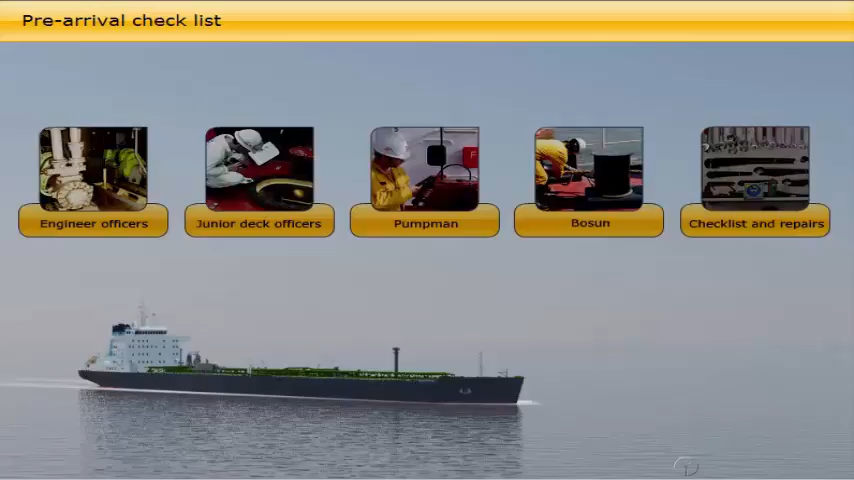 Pre-arrival check list
Engineer officers
Junior deck officers
Pumpman
Bosun
Checklist and repairs